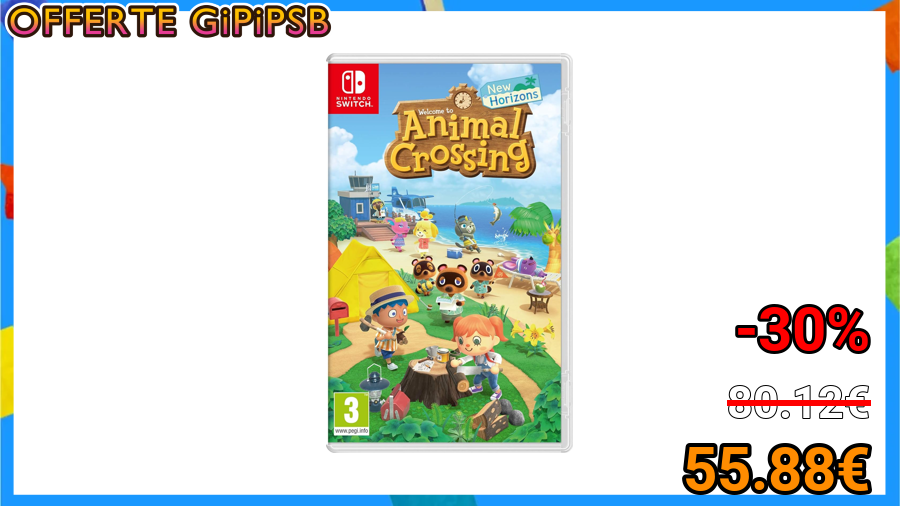 OFFERTE GiPiPSB
NINTENDO
SWITCH.
New
Horizons
Welcome to
Animal
Crossing
3
www.pegi.info
-30%
80.12€
55.88€